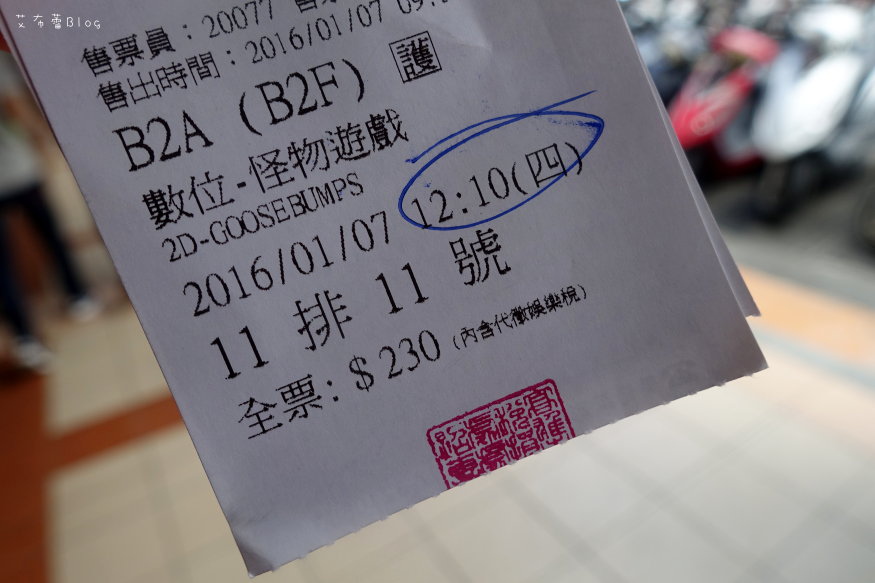 艾布蕾Blog
售票員：20077
售出時間：2016/01/07 09:
B2A (B2F) 護
數位-怪物遊戲
2D-GOOSEBUMPS
2016/01/07 12:10(四)
11 排 11 號
全票：$230 (內含代徵娛樂稅)